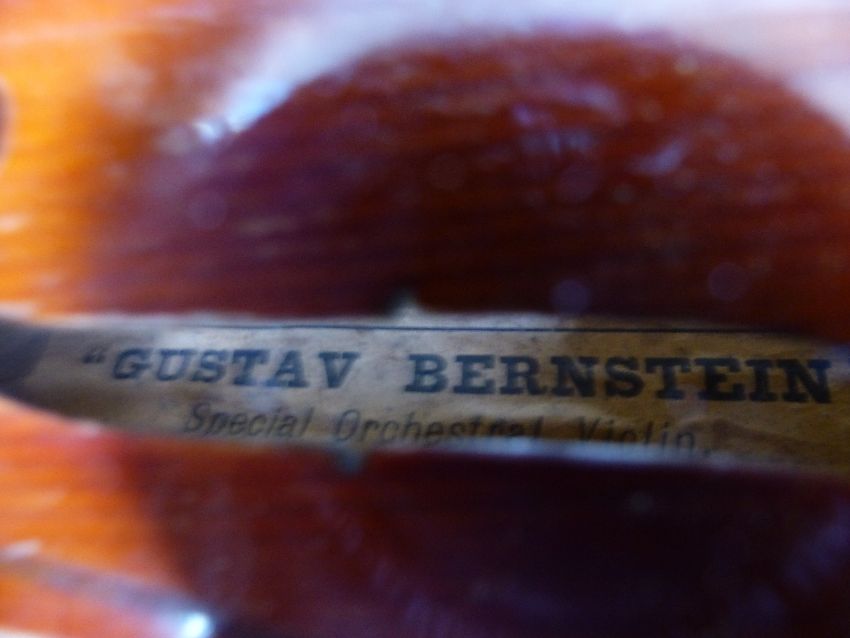 "GUSTAV BERNSTEIN
Special Orchestral Violin.